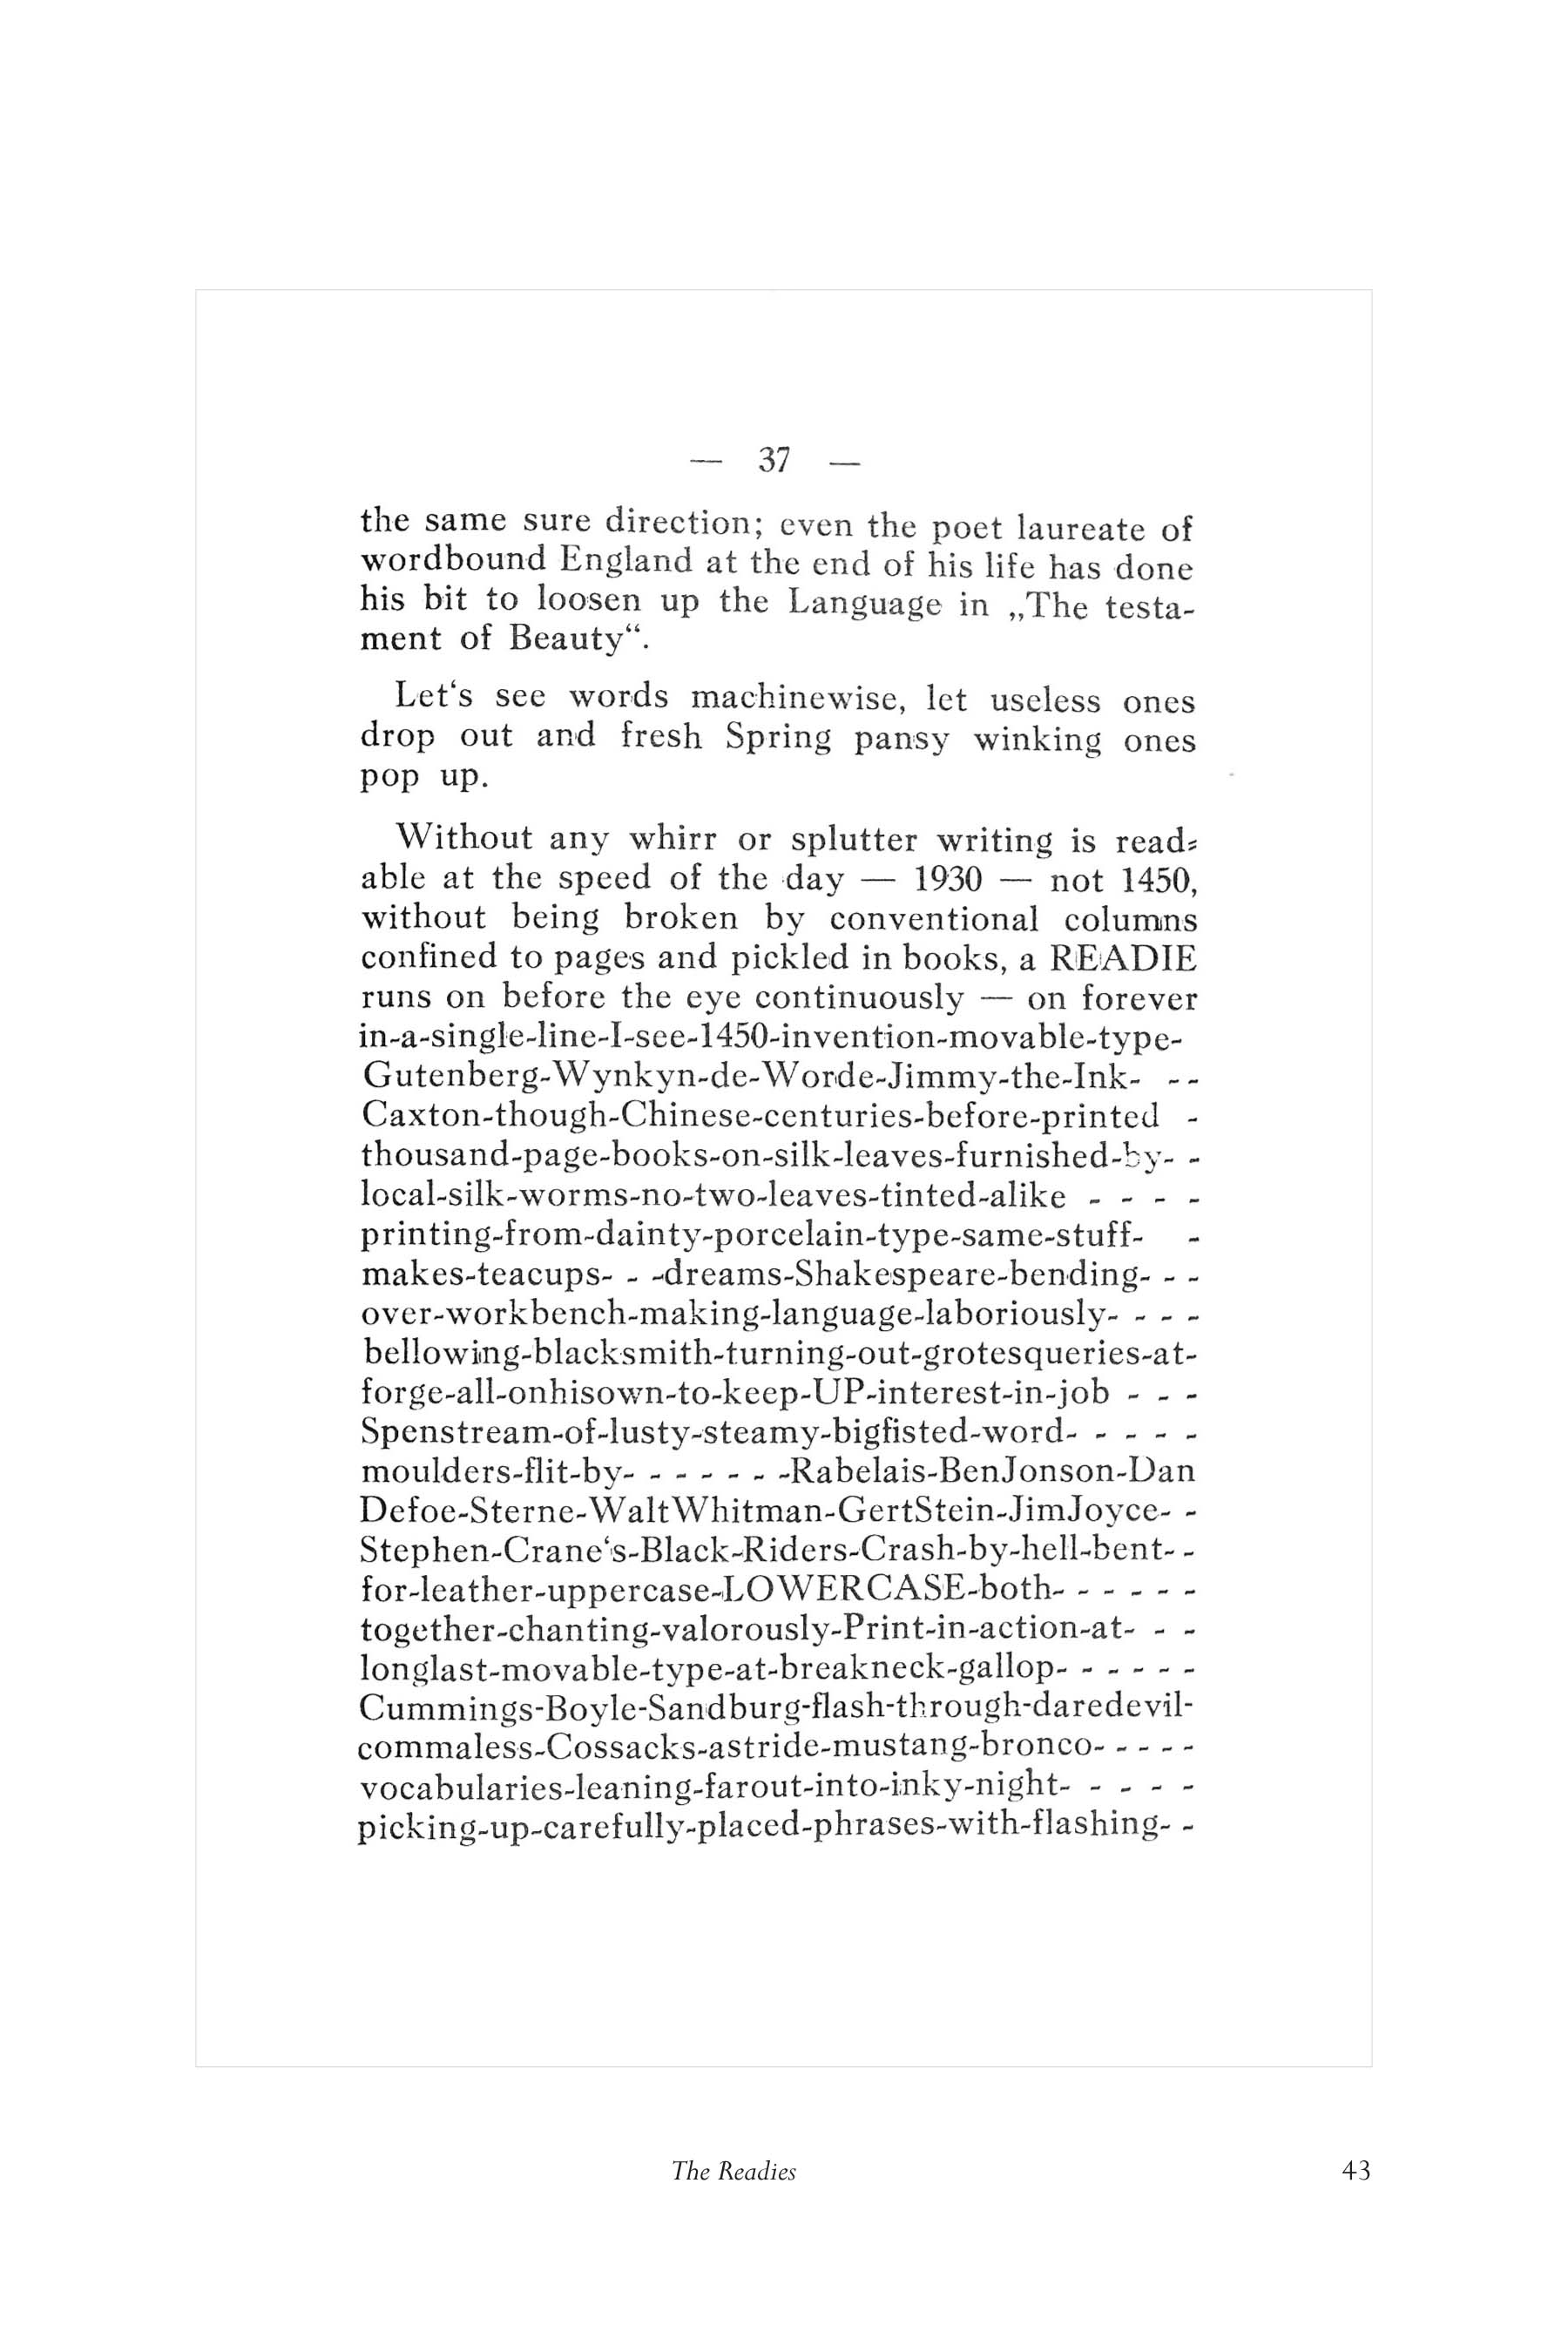 — 37 —
the same sure direction; even the poet laureate of
wordbound England at the end of his life has done
his bit to loosen up the Language in „The testa-
ment of Beauty“.
Let‘s see words machinewise, let useless ones
drop out and fresh Spring pansy winking ones
pop up.
Without any whirr or splutter writing is read-
able at the speed of the day — 1930 — not 1450,
without being broken by conventional columns
confined to pages and pickled in books, a READIE
runs on before the eye continuously — on forever
in-a-single-line-I-see-1450-invention-movable-type-
Gutenberg-Wynkyn-de-Worde-Jimmy-the-Ink- - -
Caxton-though-Chinese-centuries-before-printed -
thousand-page-books-on-silk-leaves-furnished-by- -
local-silk-worms-no-two-leaves-tinted-alike - - - -
printing-from-dainty-porcelain-type-same-stuff- -
makes-teacups- - -dreams-Shakespeare-bending- - -
over-workbench-making-language-laboriously- - - -
bellowing-blacksmith-turning-out-grotesqueries-at-
forge-all-onhisown-to-keep-UP-interest-in-job - - -
Spenstream-of-lusty-steamy-bigfisted-word- - - - -
moulders-flit-by- - - - - - -Rabelais-BenJonson-Dan
Defoe-Sterne-WaltWhitman-GertStein-JimJoyce- -
Stephen-Crane‘s-Black-Riders-Crash-by-hell-bent- -
for-leather-uppercase-LOWERCASE-both- - - - - -
together-chanting-valorously-Print-in-action-at- - -
longlast-movable-type-at-breakneck-gallop- - - - - -
Cummings-Boyle-Sandburg-flash-through-daredevil-
commaless-Cossacks-astride-mustang-bronco- - - - -
vocabularies-leaning-farout-into-inky-night- - - - -
picking-up-carefully-placed-phrases-with-flashing- -
The Readies 43